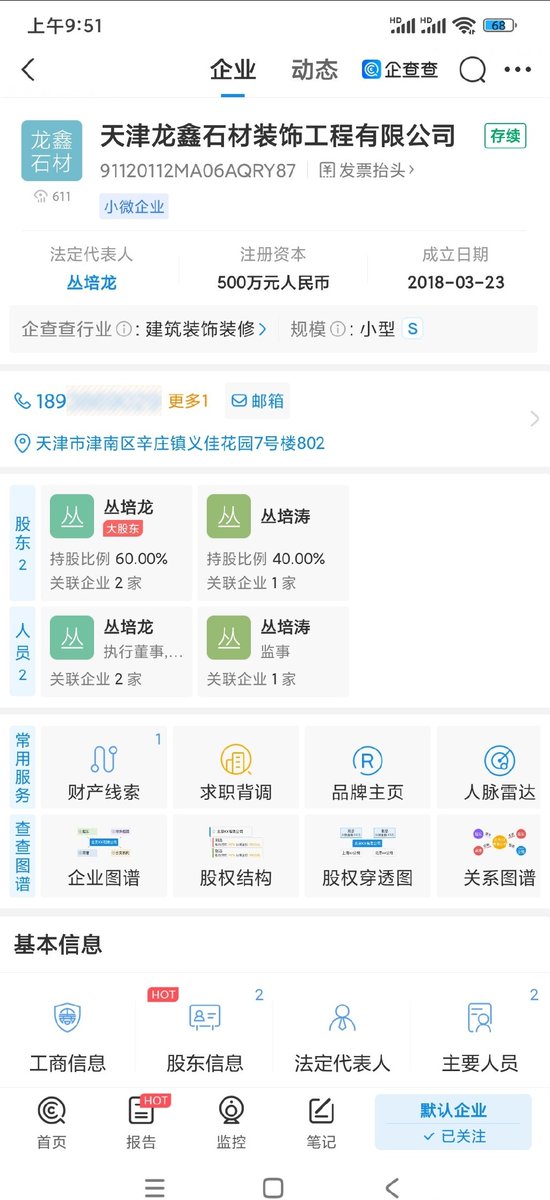 上午9:51
HD HD 68
企业 动态 企查查
龙鑫石材
天津龙鑫石材装饰工程有限公司 存续
91120112MA06AQRY87 发票抬头
611
小微企业
法定代表人 注册资本 成立日期
丛培龙 500万元人民币 2018-03-23
企查查行业: 建筑装饰装修 规模: 小型 S
189 更多1 邮箱
天津市津南区辛庄镇义佳花园7号楼802
股东2
丛 丛培龙 大股东
持股比例 60.00%
关联企业 2 家
丛 丛培涛
持股比例 40.00%
关联企业 1 家
人员2
丛 丛培龙
执行董事,...
关联企业 2 家
丛 丛培涛
监事
关联企业 1 家
常用服务
1
财产线索 求职背调 品牌主页 人脉雷达
查查图谱
企业图谱 股权结构 股权穿透图 关系图谱
基本信息
HOT 2 2
工商信息 股东信息 法定代表人 主要人员
HOT
首页 报告 监控 笔记
默认企业
已关注